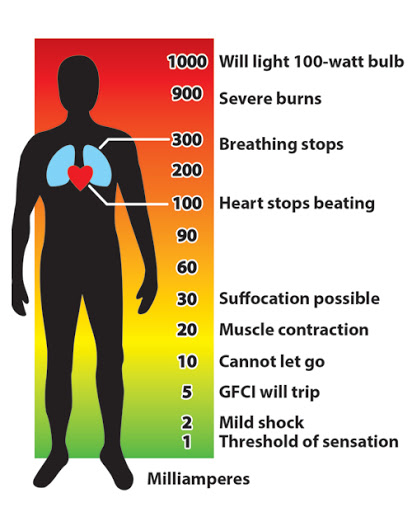 1000 Will light 100-watt bulb
900 Severe burns
300 Breathing stops
200
100 Heart stops beating
90
60
30 Suffocation possible
20 Muscle contraction
10 Cannot let go
5 GFCI will trip
2 Mild shock
1 Threshold of sensation
Milliamperes